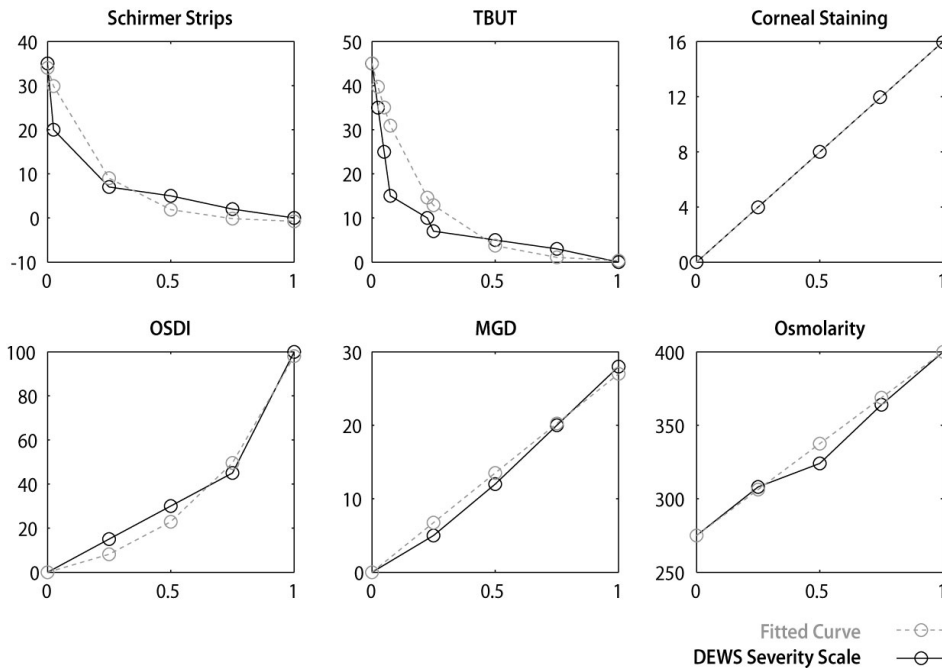 Schirmer Strips
40
30
20
10
0
-10
0 0.5 1
TBUT
50
40
30
20
10
0
0 0.5 1
Corneal Staining
16
12
8
4
0
0 0.5 1
OSDI
100
80
60
40
20
0
0 0.5 1
MGD
30
20
10
0
0 0.5 1
Osmolarity
400
350
300
250
0 0.5 1
Fitted Curve
DEWS Severity Scale